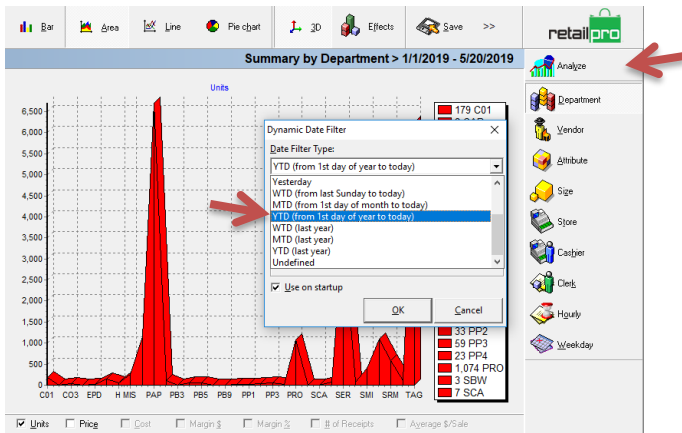 Bar Area Line Pie chart 3D Effects Save >>
retailpro
Summary by Department > 1/1/2019 - 5/20/2019
Analyze
Department
Vendor
Attribute
Size
Store
Cashier
Clerk
Hourly
Weekday
Units
6,500
6,000
5,500
5,000
4,500
4,000
3,500
3,000
2,500
2,000
1,500
1,000
500
0
C01 CO3 EPD H MIS PAP PB3 PB5 PB9 PP1 PP3 PRO SCA SER SMI SRM TAG
179 C01
Dynamic Date Filter
Date Filter Type:
YTD (from 1st day of year to today)
Yesterday
WTD (from last Sunday to today)
MTD (from 1st day of month to today)
YTD (from 1st day of year to today)
WTD (last year)
MTD (last year)
YTD (last year)
Undefined
Use on startup
OK Cancel
33 PP2
59 PP3
23 PP4
1,074 PRO
3 SBW
7 SCA
Units Price Cost Margin $ Margin % # of Receipts Average $/Sale